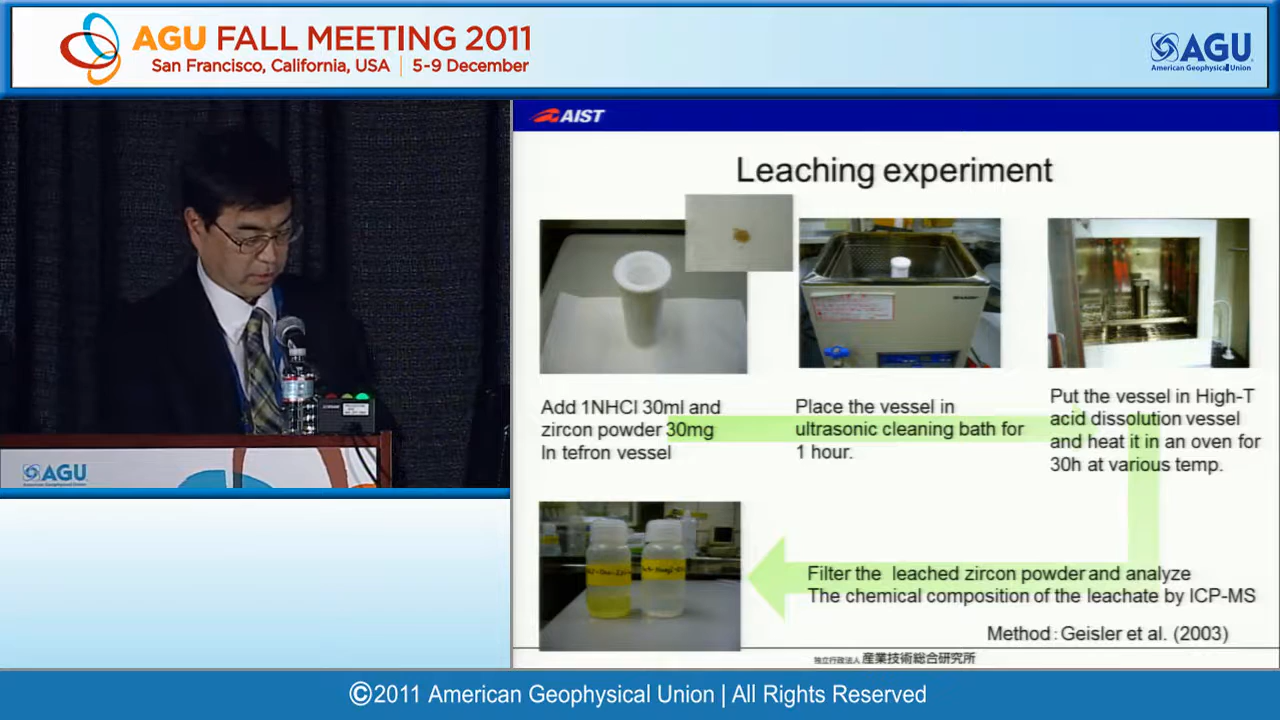 AGU FALL MEETING 2011
San Francisco, California, USA | 5-9 December
AGU
American Geophysical Union
AIST
Leaching experiment
Add 1NHCl 30ml and
zircon powder 30mg
In tefron vessel
Place the vessel in
ultrasonic cleaning bath for
1 hour.
Put the vessel in High-T
acid dissolution vessel
and heat it in an oven for
30h at various temp.
Filter the leached zircon powder and analyze
The chemical composition of the leachate by ICP-MS
Method:Geisler et al. (2003)
独立行政法人 産業技術総合研究所
AGU
©2011 American Geophysical Union | All Rights Reserved